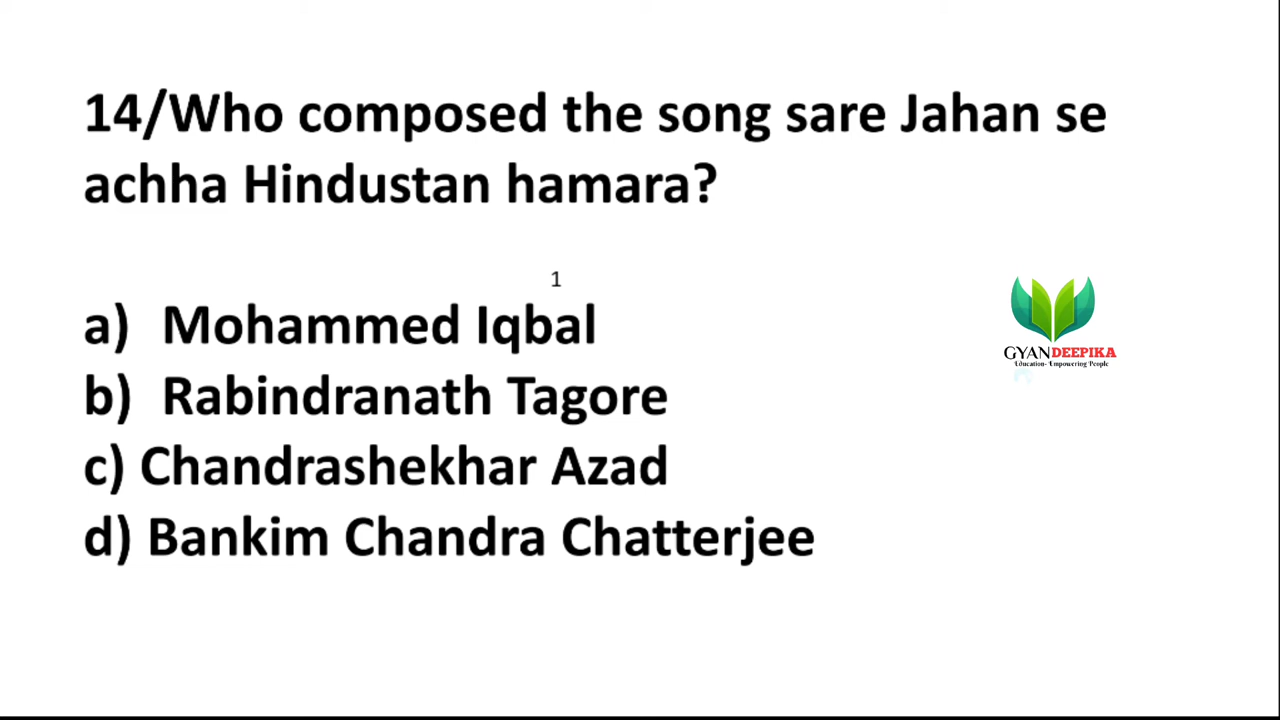 14/Who composed the song sare Jahan se
achha Hindustan hamara?
1
a) Mohammed Iqbal
b) Rabindranath Tagore
c) Chandrashekhar Azad
d) Bankim Chandra Chatterjee
GYANDEEPIKA
Education- Empowering People